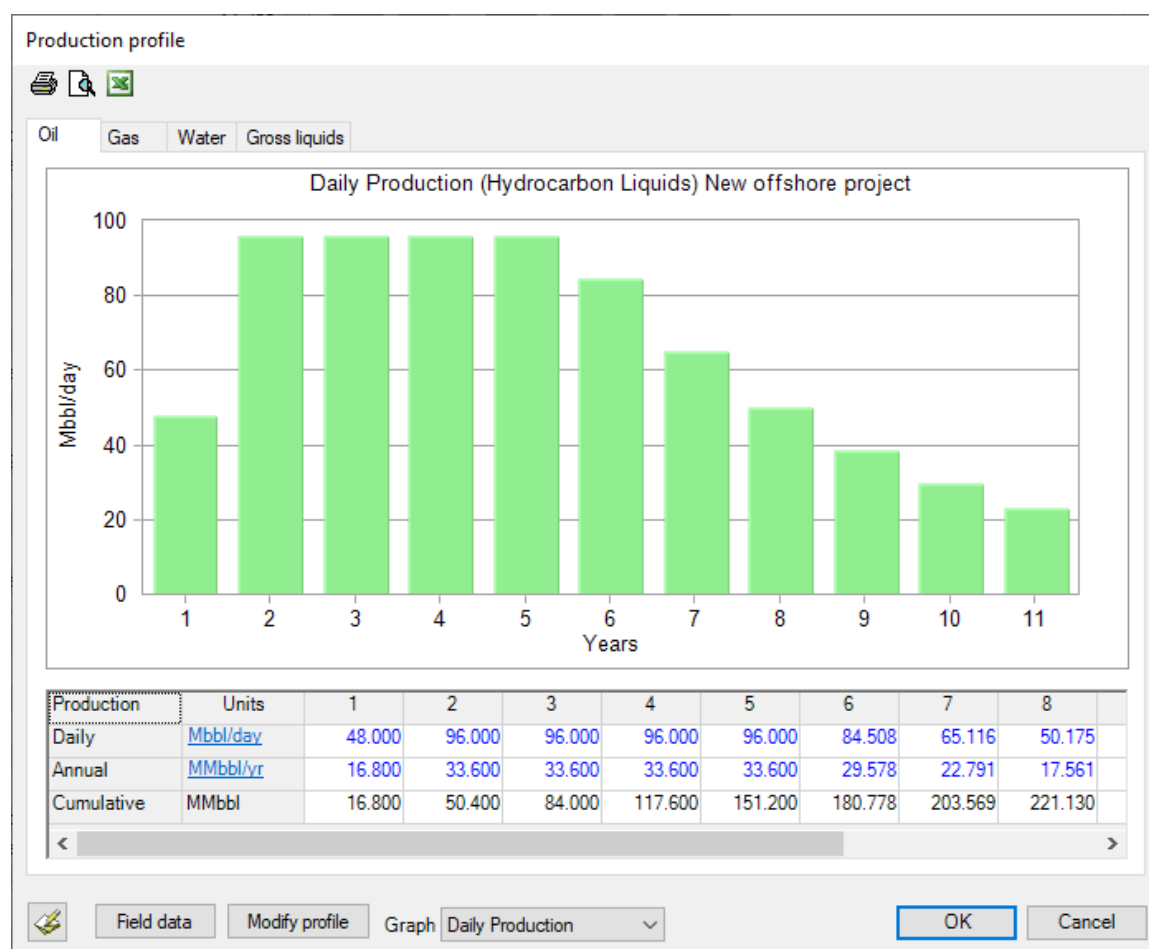 Production profile
Oil Gas Water Gross liquids
Daily Production (Hydrocarbon Liquids) New offshore project
100
80
60
40
20
0
Mbbl/day
1 2 3 4 5 6 7 8 9 10 11
Years
Production Units 1 2 3 4 5 6 7 8
Daily Mbbl/day 48.000 96.000 96.000 96.000 96.000 84.508 65.116 50.175
Annual MMbbl/yr 16.800 33.600 33.600 33.600 33.600 29.578 22.791 17.561
Cumulative MMbbl 16.800 50.400 84.000 117.600 151.200 180.778 203.569 221.130
Field data Modify profile Graph Daily Production OK Cancel